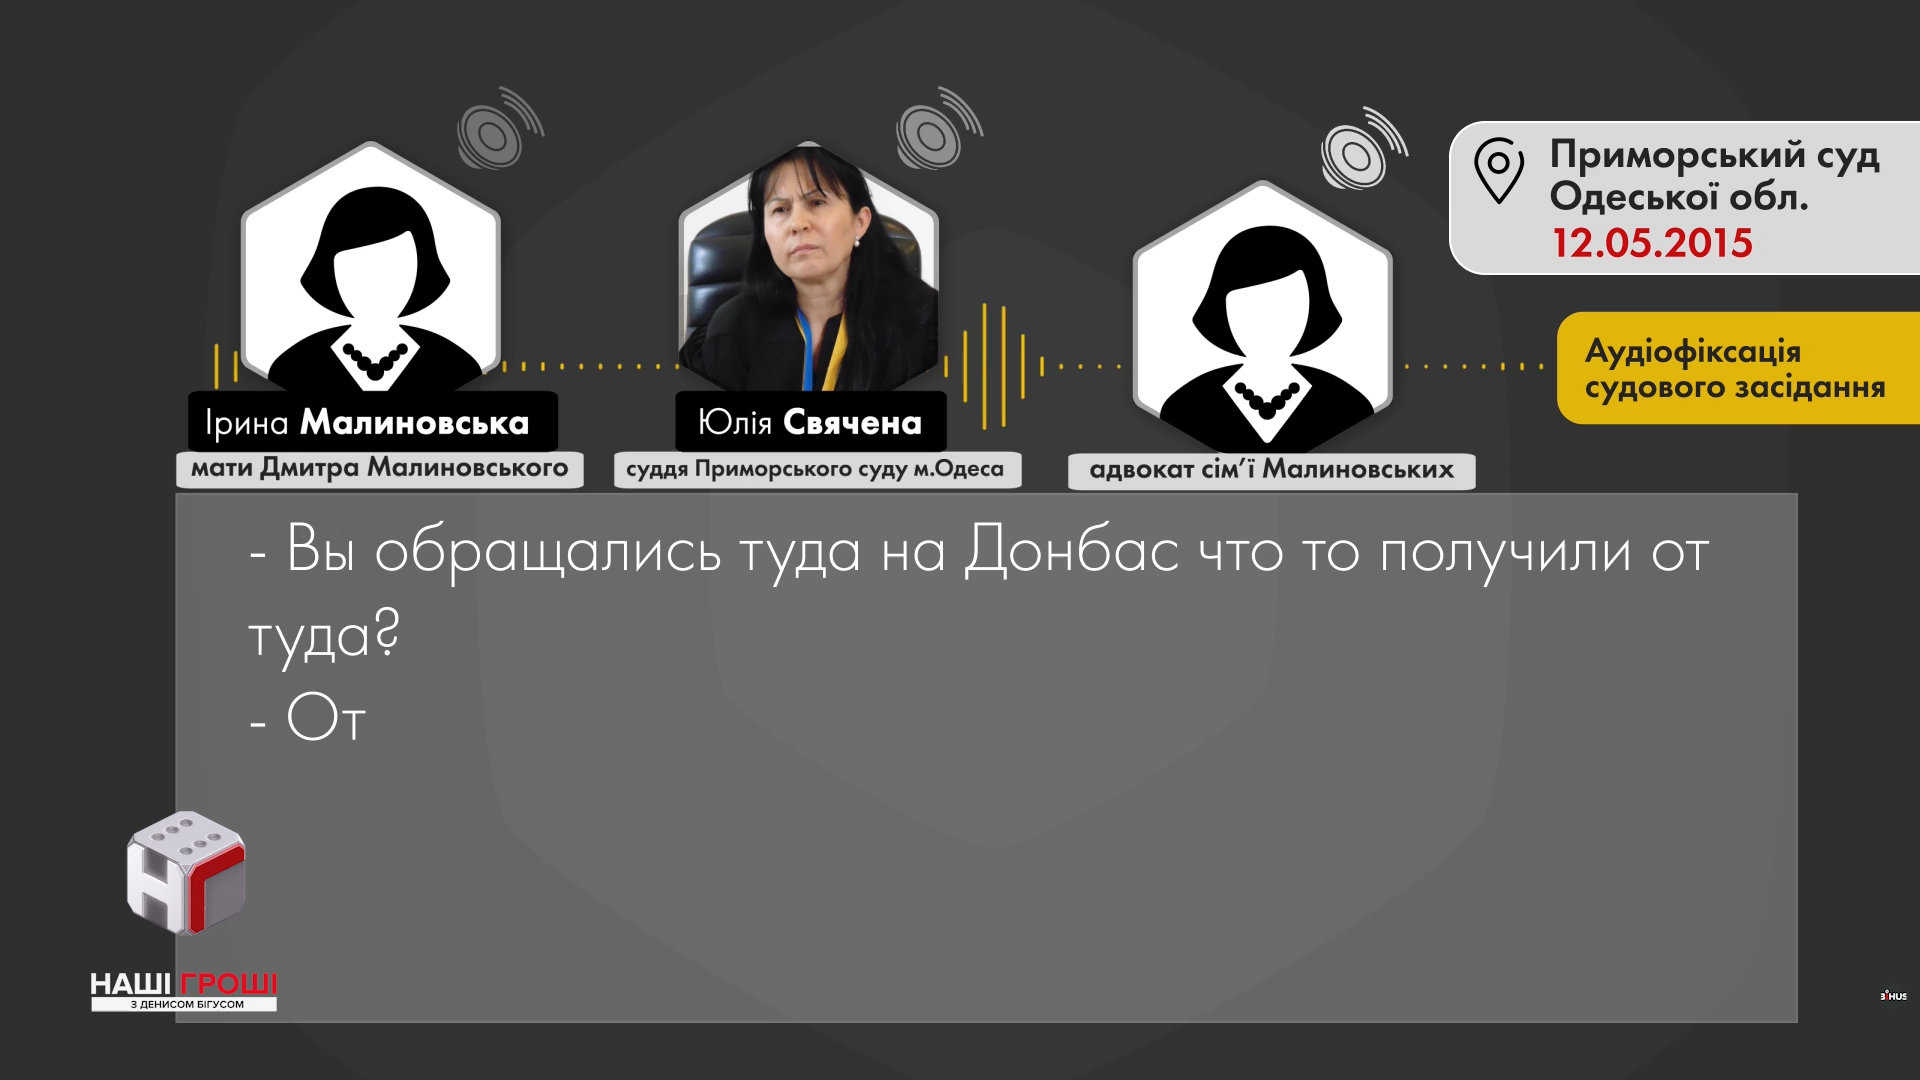 Приморський суд
Одеської обл.
12.05.2015
Аудіофіксація
судового засідання
Ірина Малиновська
мати Дмитра Малиновського
Юлія Свячена
суддя Приморського суду м.Одеса
адвокат сім’ї Малиновських
- Вы обращались туда на Донбас что то получили от
туда?
- От
НГ
НАШІ ГРОШІ
З ДЕНИСОМ БІГУСОМ
BIHUS